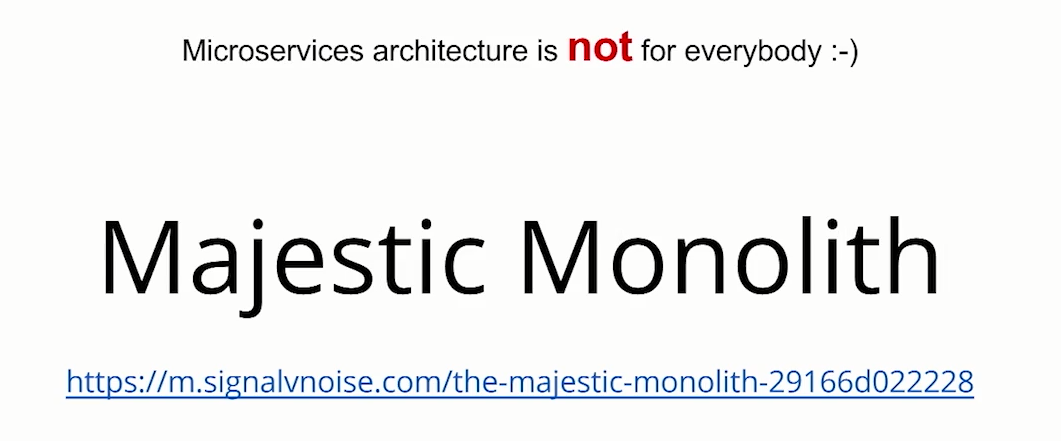 Microservices architecture is not for everybody :-)
Majestic Monolith
https://m.signalvnoise.com/the-majestic-monolith-29166d022228